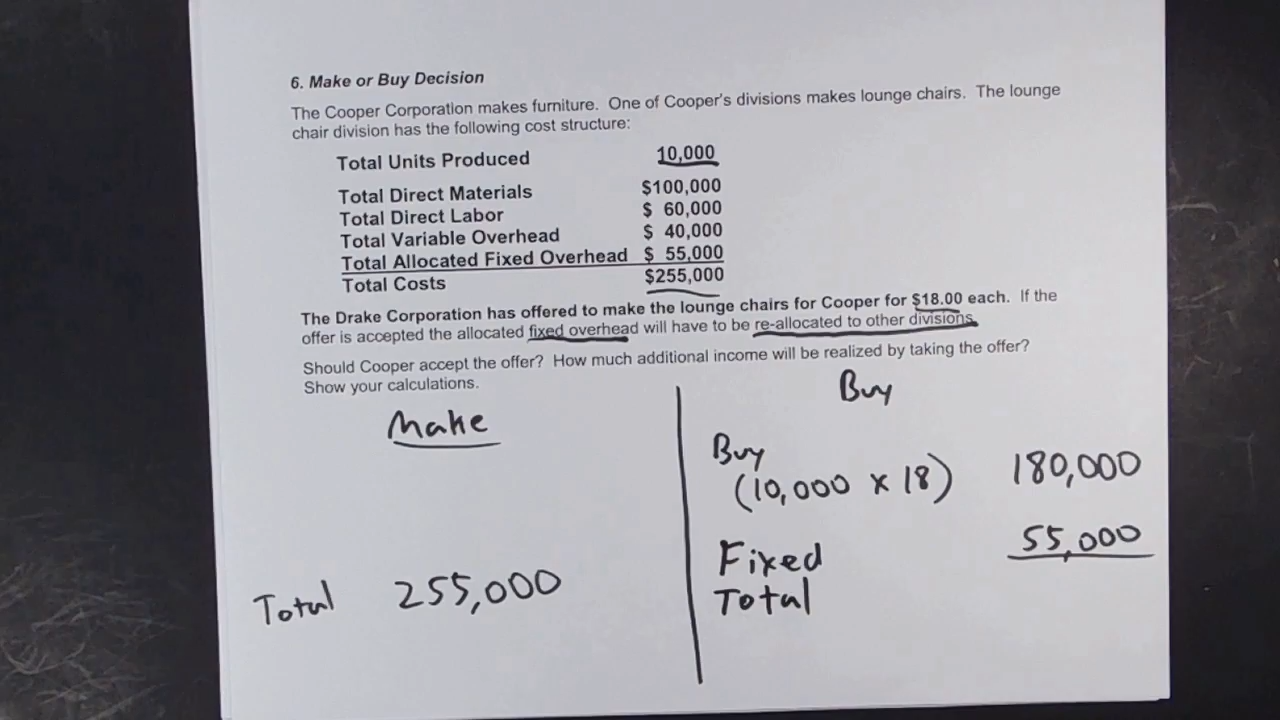 6. Make or Buy Decision
The Cooper Corporation makes furniture. One of Cooper's divisions makes lounge chairs. The lounge
chair division has the following cost structure:
Total Units Produced 10,000
Total Direct Materials $100,000
Total Direct Labor $ 60,000
Total Variable Overhead $ 40,000
Total Allocated Fixed Overhead $ 55,000
Total Costs $255,000
The Drake Corporation has offered to make the lounge chairs for Cooper for $18.00 each. If the
offer is accepted the allocated fixed overhead will have to be re-allocated to other divisions.
Should Cooper accept the offer? How much additional income will be realized by taking the offer?
Show your calculations.
Make
Total 255,000
Buy
Buy
(10,000 x 18) 180,000
Fixed 55,000
Total